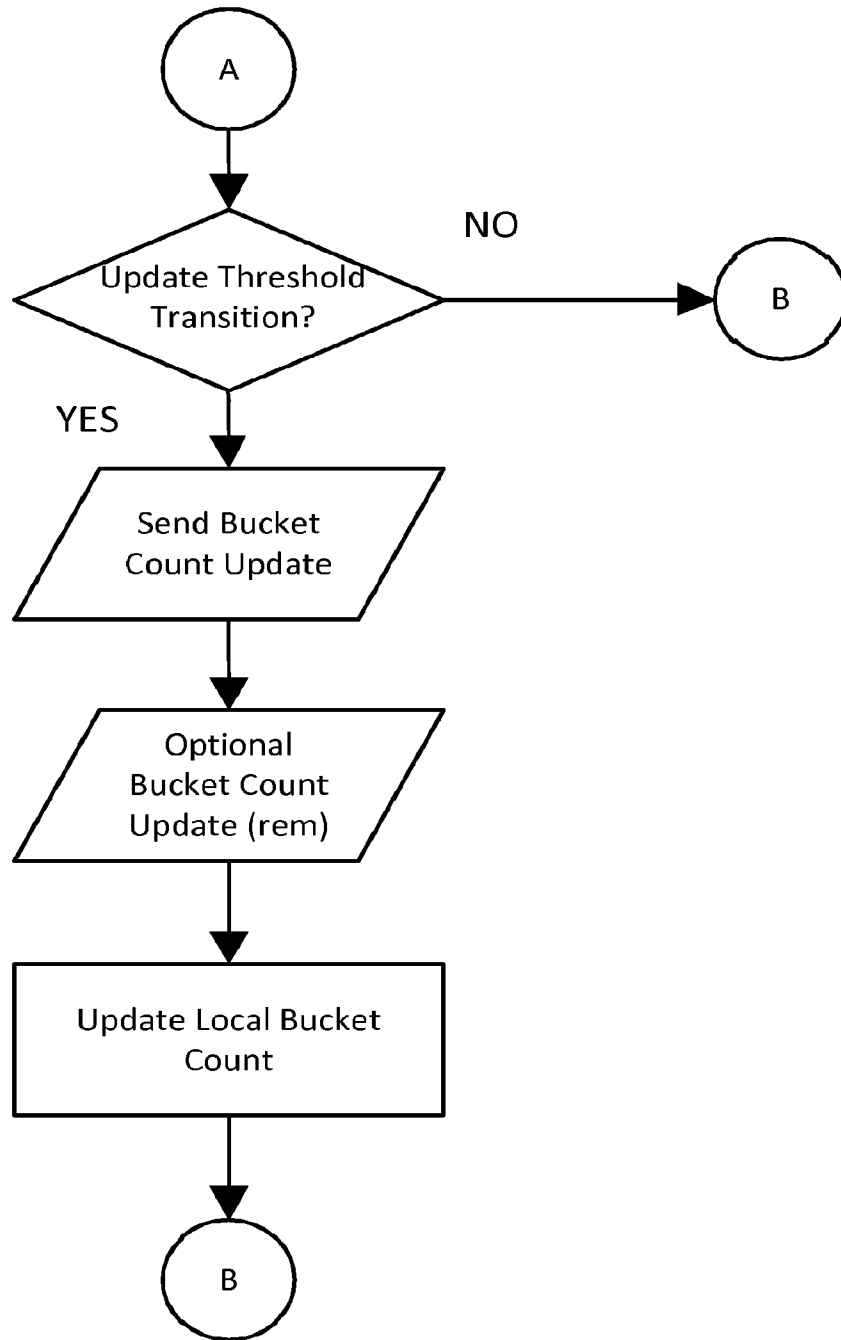 A
Update Threshold
Transition?
NO
B
YES
Send Bucket
Count Update
Optional
Bucket Count
Update (rem)
Update Local Bucket
Count
B